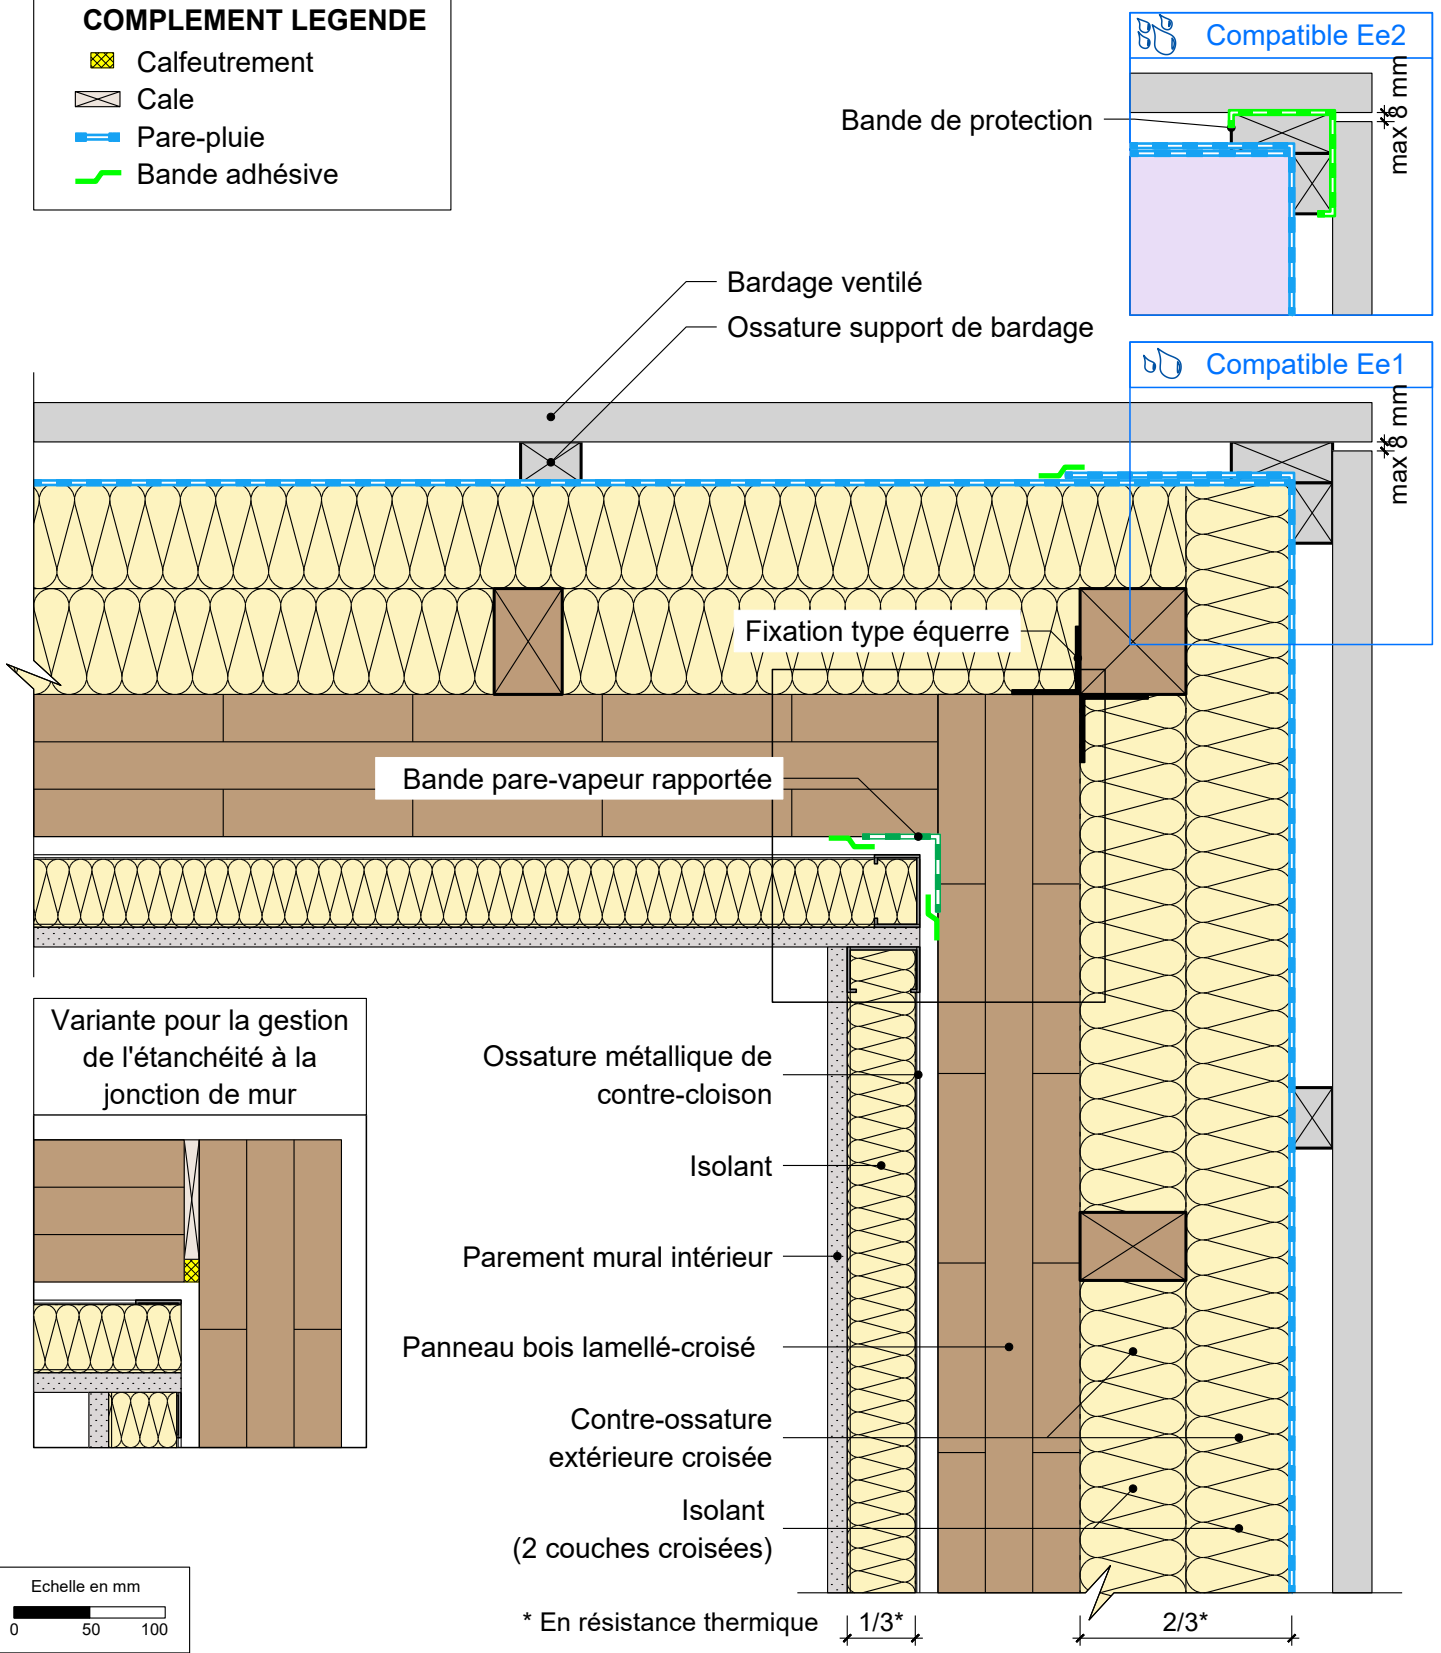 COMPLEMENT LEGENDE
Calfeutrement
Cale
Pare-pluie
Bande adhésive
Compatible Ee2
Bande de protection
max 8 mm
Bardage ventilé
Ossature support de bardage
Compatible Ee1
max 8 mm
Fixation type équerre
Bande pare-vapeur rapportée
Variante pour la gestion
de l'étanchéité à la
jonction de mur
Ossature métallique de
contre-cloison
Isolant
Parement mural intérieur
Panneau bois lamellé-croisé
Contre-ossature
extérieure croisée
Isolant
(2 couches croisées)
Echelle en mm
0 50 100
* En résistance thermique
1/3*
2/3*